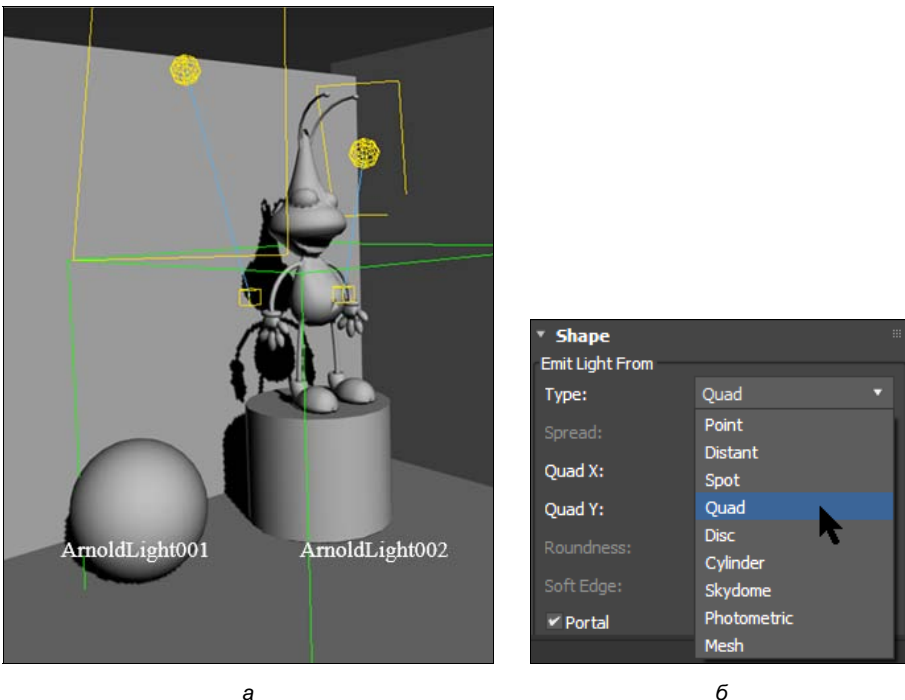 ArnoldLight001
ArnoldLight002
а
Shape
Emit Light From
Type:
Quad
Spread:
Quad X:
Quad Y:
Roundness:
Soft Edge:
Portal
Point
Distant
Spot
Quad
Disc
Cylinder
Skydome
Photometric
Mesh
б